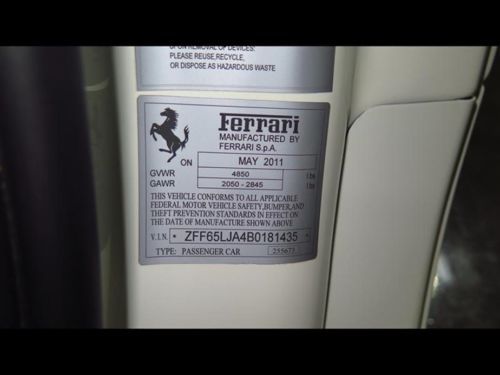 UPON REMOVAL OF DEVICES:
PLEASE REUSE,RECYCLE,
OR DISPOSE AS HAZARDOUS WASTE
Ferrari
MANUFACTURED BY
FERRARI S.p.A.
ON MAY 2011
GVWR 4850 lbs
GAWR 2050 - 2845 lbs
THIS VEHICLE CONFORMS TO ALL APPLICABLE
FEDERAL MOTOR VEHICLE SAFETY,BUMPER,AND
THEFT PREVENTION STANDARDS IN EFFECT ON
THE DATE OF MANUFACTURE SHOWN ABOVE
V.I.N. * ZFF65LJA4B0181435 *
TYPE: PASSENGER CAR 255677